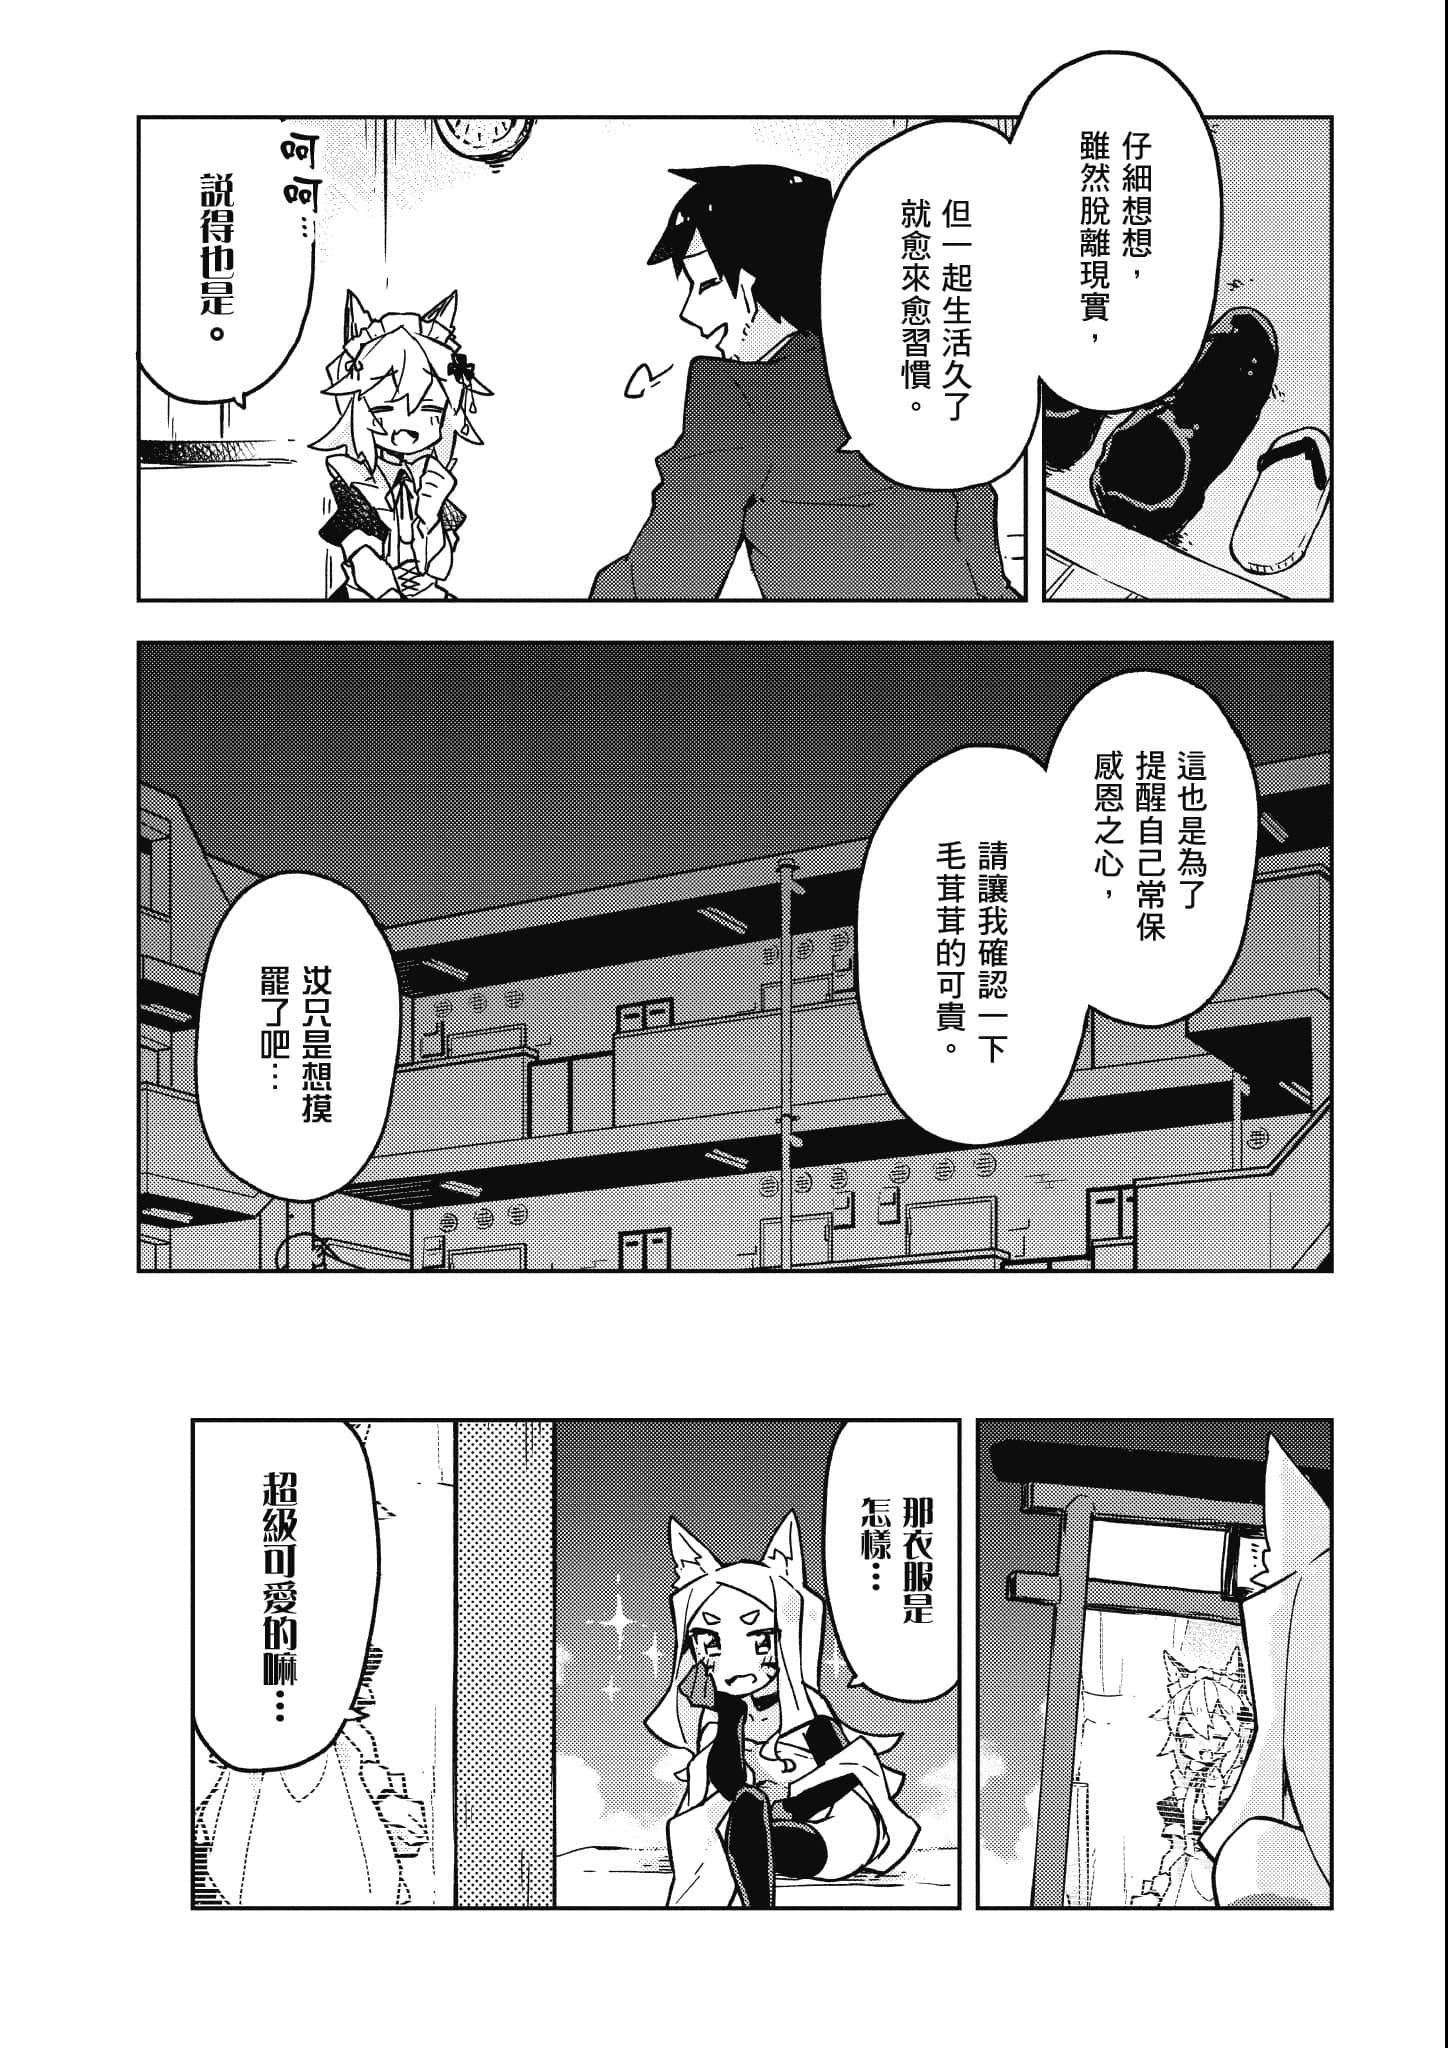 仔細想想，
雖然脫離現實，
但一起生活久了
就愈來愈習慣。
呵呵…
說得也是。
這也是為了
提醒自己常保
感恩之心，
請讓我確認一下
毛茸茸的可貴。
汝只是想摸
罷了吧…
那衣服是
怎樣…
超級可愛的嘛…